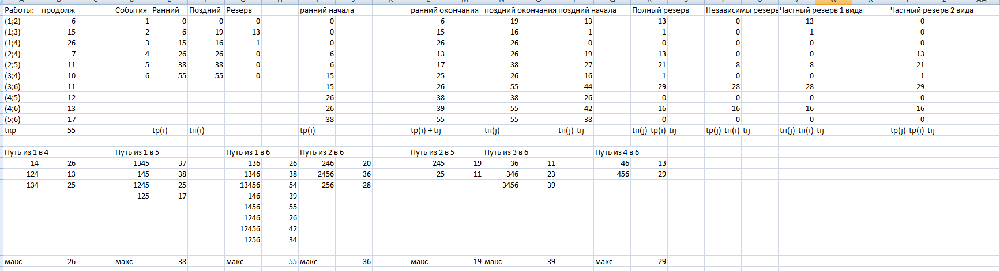 Работы: продолж События Ранний Поздний Резерв ранний начала ранний окончания поздний окончания поздний начала Полный резерв Независимы резерв Частный резерв 1 вида Частный резерв 2 вида
(1;2) 6 1 0 0 0 0 6 19 13 13 0 13 0
(1;3) 15 2 6 19 13 0 15 16 1 1 0 1 0
(1;4) 26 3 15 16 1 0 26 26 0 0 0 0 0
(2;4) 7 4 26 26 0 6 13 26 19 13 0 0 13
(2;5) 11 5 38 38 0 6 17 38 27 21 8 8 21
(3;4) 10 6 55 55 0 15 25 26 16 1 0 0 1
(3;6) 11 15 26 55 44 29 28 28 29
(4;5) 12 26 38 38 26 0 0 0 0
(4;6) 13 26 39 55 42 16 16 16 16
(5;6) 17 38 55 55 38 0 0 0 0
tкр 55 tр(i) tп(i) tр(i) tр(i) + tij tп(j) tп(j)-tij tп(j)-tр(i)-tij tр(j)-tп(i)-tij tп(j)-tп(i)-tij tр(j)-tр(i)-tij
Путь из 1 в 4 Путь из 1 в 5 Путь из 1 в 6 Путь из 2 в 6 Путь из 2 в 5 Путь из 3 в 6 Путь из 4 в 6
14 26 1345 37 136 26 246 20 245 19 36 11 46 13
124 13 145 38 1346 38 2456 36 25 11 346 23 456 29
134 25 1245 25 13456 54 256 28 3456 39
125 17 146 39
1456 55
1246 26
12456 42
1256 34
макс 26 макс 38 макс 55 макс 36 макс 19 макс 39 макс 29